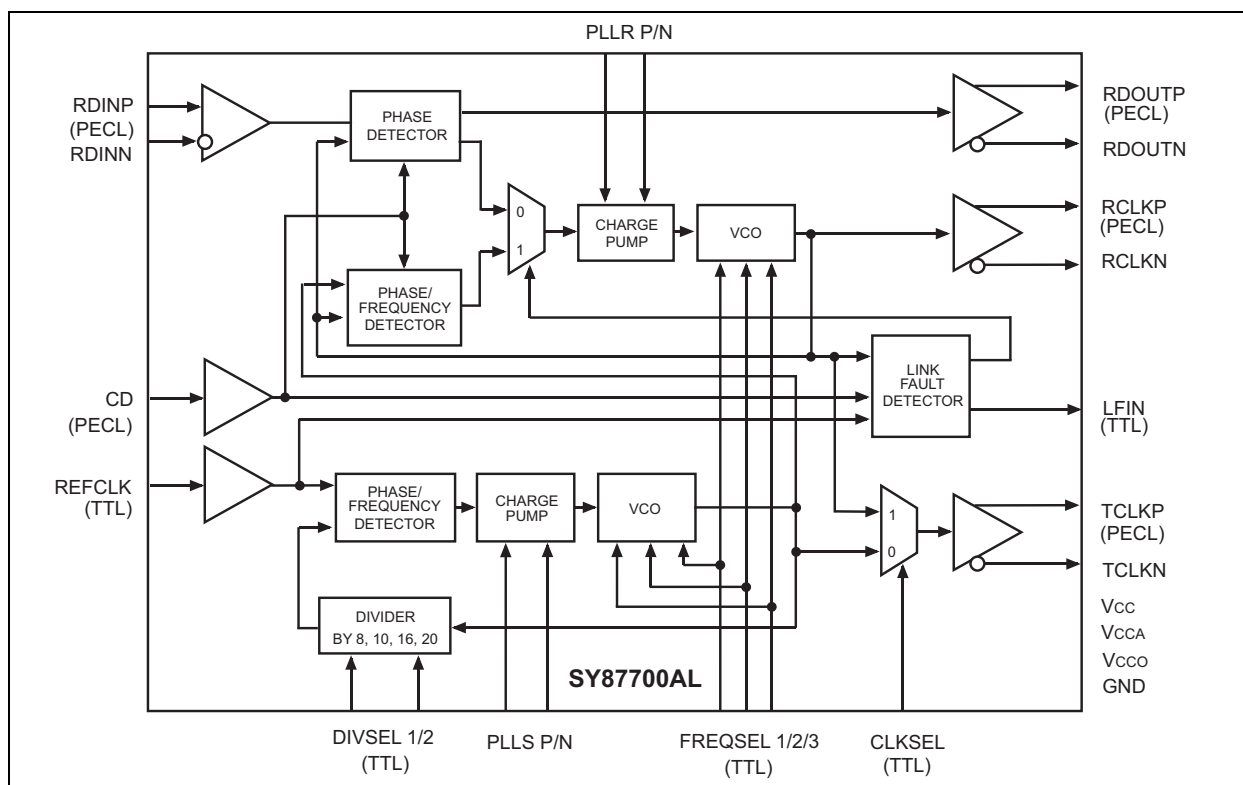 PLLR P/N
RDINP
(PECL)
RDINN
PHASE
DETECTOR
RDOUTP
(PECL)
RDOUTN
0
1
CHARGE
PUMP
VCO
RCLKP
(PECL)
RCLKN
PHASE/
FREQUENCY
DETECTOR
CD
(PECL)
LINK
FAULT
DETECTOR
LFIN
(TTL)
REFCLK
(TTL)
PHASE/
FREQUENCY
DETECTOR
CHARGE
PUMP
VCO
1
0
TCLKP
(PECL)
TCLKN
DIVIDER
BY 8, 10, 16, 20
SY87700AL
VCC
VCCA
VCCO
GND
DIVSEL 1/2
(TTL)
PLLS P/N
FREQSEL 1/2/3
(TTL)
CLKSEL
(TTL)